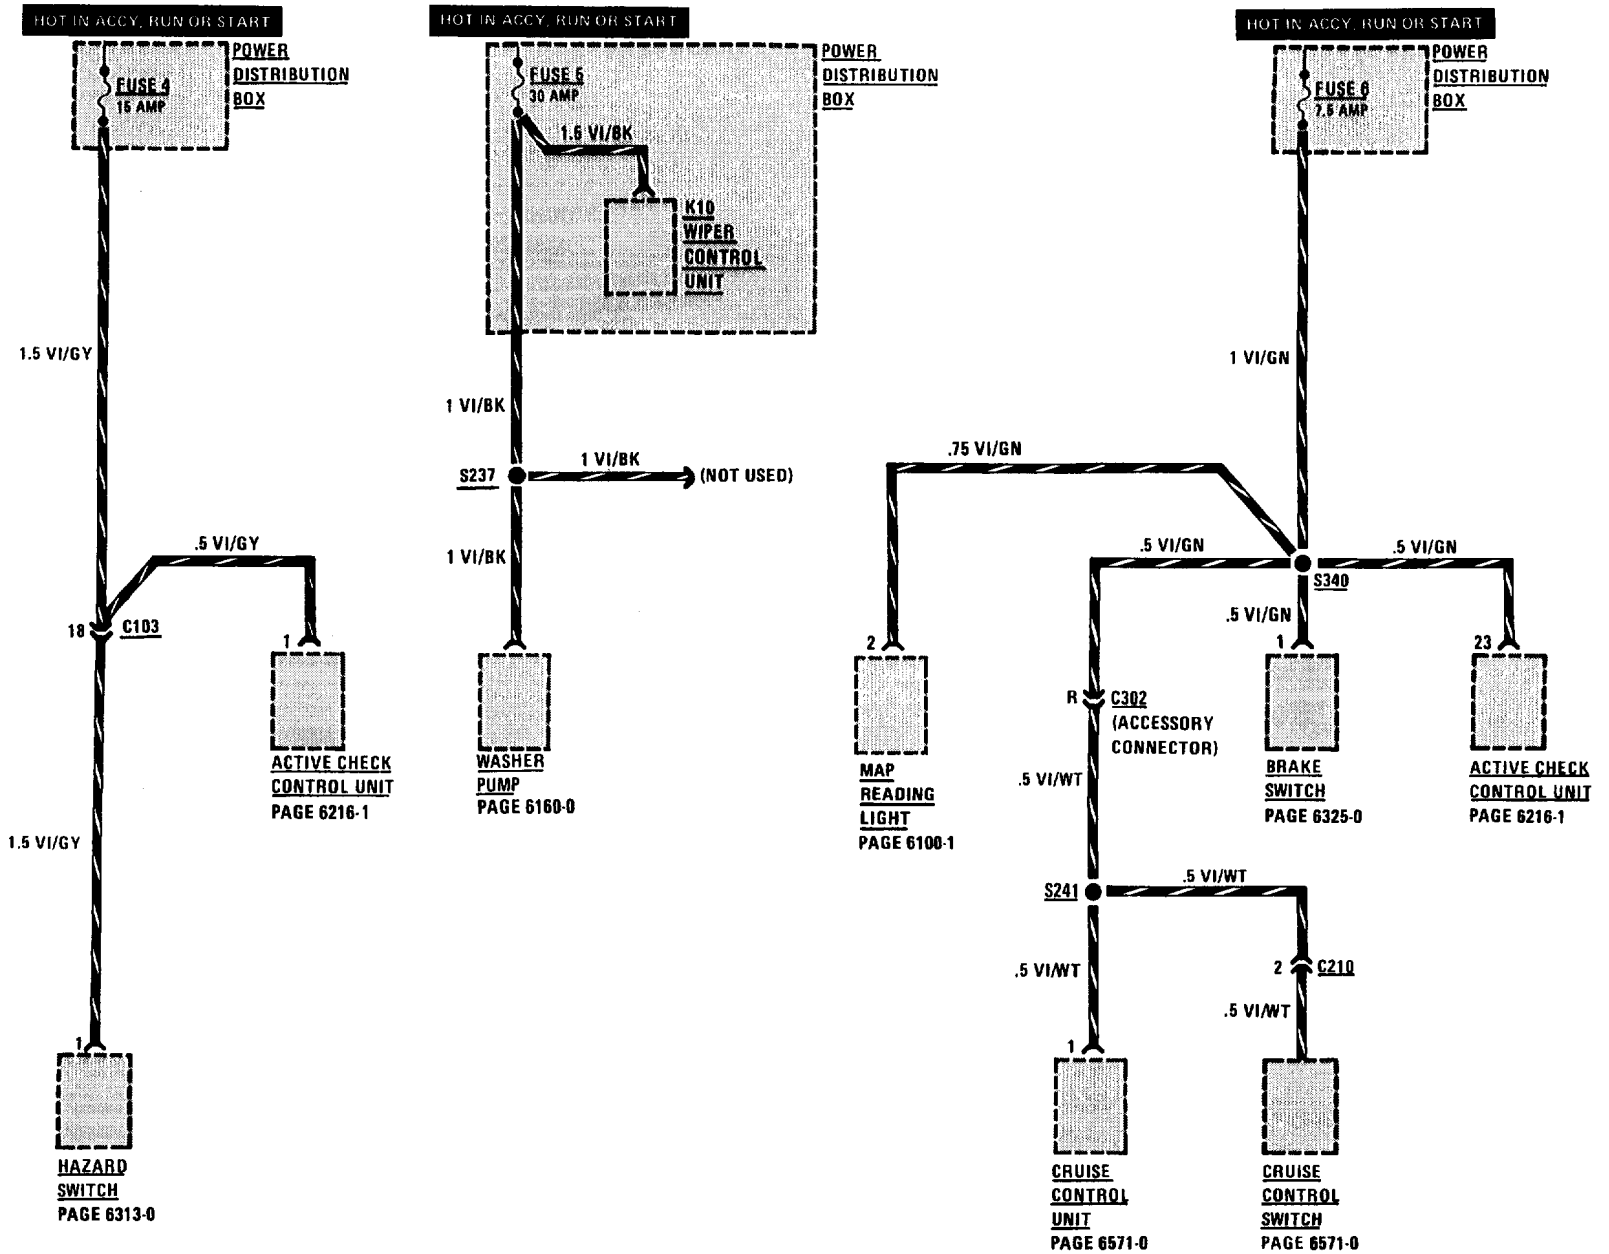 HOT IN ACCY, RUN OR START
POWER
DISTRIBUTION
BOX
FUSE 4
15 AMP
1.5 VI/GY
.5 VI/GY
18
C103
1
ACTIVE CHECK
CONTROL UNIT
PAGE 6216-1
1.5 VI/GY
1
HAZARD
SWITCH
PAGE 6313-0
HOT IN ACCY, RUN OR START
POWER
DISTRIBUTION
BOX
FUSE 5
30 AMP
1.5 VI/BK
K10
WIPER
CONTROL
UNIT
1 VI/BK
S237
1 VI/BK
(NOT USED)
1 VI/BK
WASHER
PUMP
PAGE 6160-0
HOT IN ACCY, RUN OR START
POWER
DISTRIBUTION
BOX
FUSE 6
7.5 AMP
1 VI/GN
.75 VI/GN
.5 VI/GN
.5 VI/GN
S340
.5 VI/GN
2
MAP
READING
LIGHT
PAGE 6100-1
R
C302
(ACCESSORY
CONNECTOR)
1
BRAKE
SWITCH
PAGE 6325-0
23
ACTIVE CHECK
CONTROL UNIT
PAGE 6216-1
.5 VI/WT
S241
.5 VI/WT
.5 VI/WT
2
C210
.5 VI/WT
1
CRUISE
CONTROL
UNIT
PAGE 6571-0
CRUISE
CONTROL
SWITCH
PAGE 6571-0